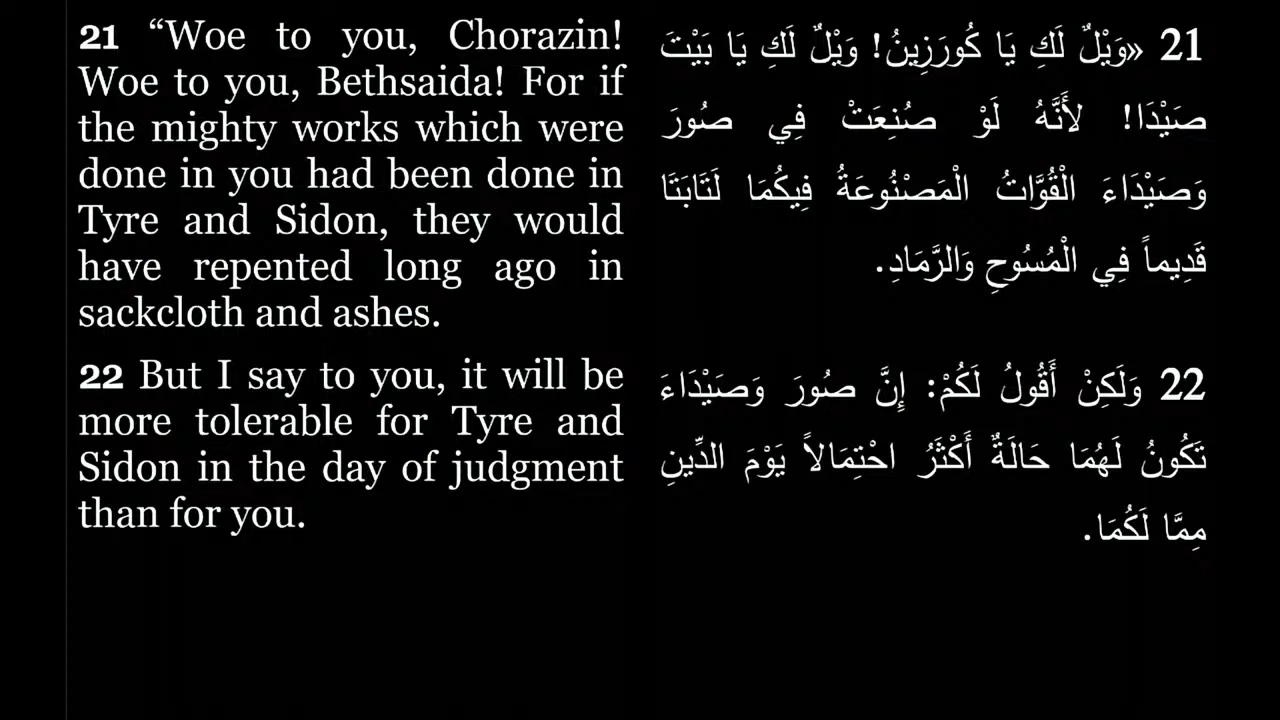 21 “Woe to you, Chorazin!
Woe to you, Bethsaida! For if
the mighty works which were
done in you had been done in
Tyre and Sidon, they would
have repented long ago in
sackcloth and ashes.
22 But I say to you, it will be
more tolerable for Tyre and
Sidon in the day of judgment
than for you.
21 «وَيْلٌ لَكِ يَا كُورَزِينُ! وَيْلٌ لَكِ يَا بَيْتَ
صَيْدَا! لأَنَّهُ لَوْ صُنِعَتْ فِي صُورَ
وَصَيْدَاءَ الْقُوَّاتُ الْمَصْنُوعَةُ فِيكُمَا لَتَابَتَا
قَدِيماً فِي الْمُسُوحِ وَالرَّمَادِ.
22 وَلَكِنْ أَقُولُ لَكُمْ: إِنَّ صُورَ وَصَيْدَاءَ
تَكُونُ لَهُمَا حَالَةٌ أَكْثَرُ احْتِمَالاً يَوْمَ الدِّينِ
مِمَّا لَكُمَا.